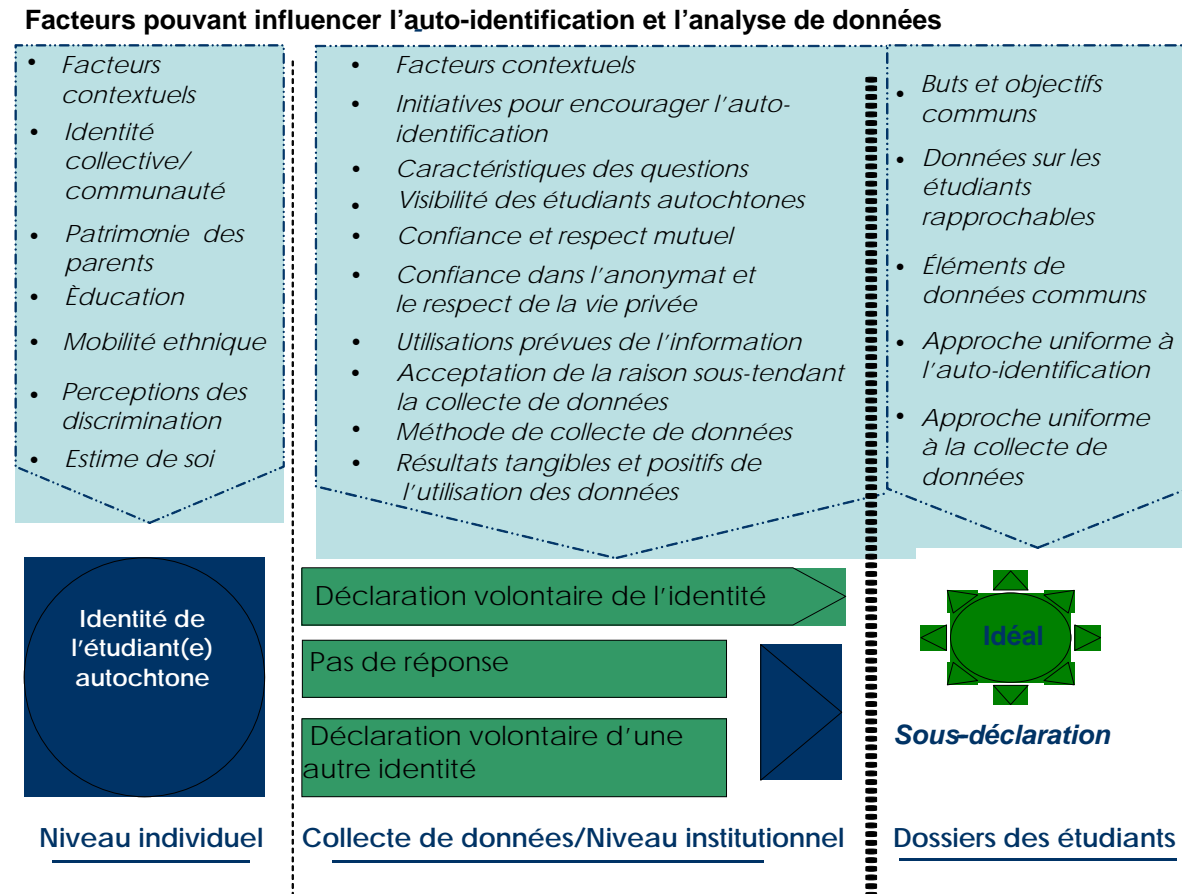 Facteurs pouvant influencer l'auto-identification et l'analyse de données
• Facteurs
contextuels
• Identité
collective/
communauté
• Patrimonie des
parents
• Èducation
• Mobilité ethnique
• Perceptions des
discrimination
• Estime de soi
• Facteurs contextuels
• Initiatives pour encourager l'auto-
identification
• Caractéristiques des questions
• Visibilité des étudiants autochtones
• Confiance et respect mutuel
• Confiance dans l'anonymat et
le respect de la vie privée
• Utilisations prévues de l'information
• Acceptation de la raison sous-tendant
la collecte de données
• Méthode de collecte de données
• Résultats tangibles et positifs de
l'utilisation des données
• Buts et objectifs
communs
• Données sur les
étudiants
rapprochables
• Éléments de
données communs
• Approche uniforme à
l'auto-identification
• Approche uniforme
à la collecte de
données
Identité de
l'étudiant(e)
autochtone
Déclaration volontaire de l'identité
Pas de réponse
Déclaration volontaire d'une
autre identité
Idéal
Sous-déclaration
Niveau individuel
Collecte de données/Niveau institutionnel
Dossiers des étudiants